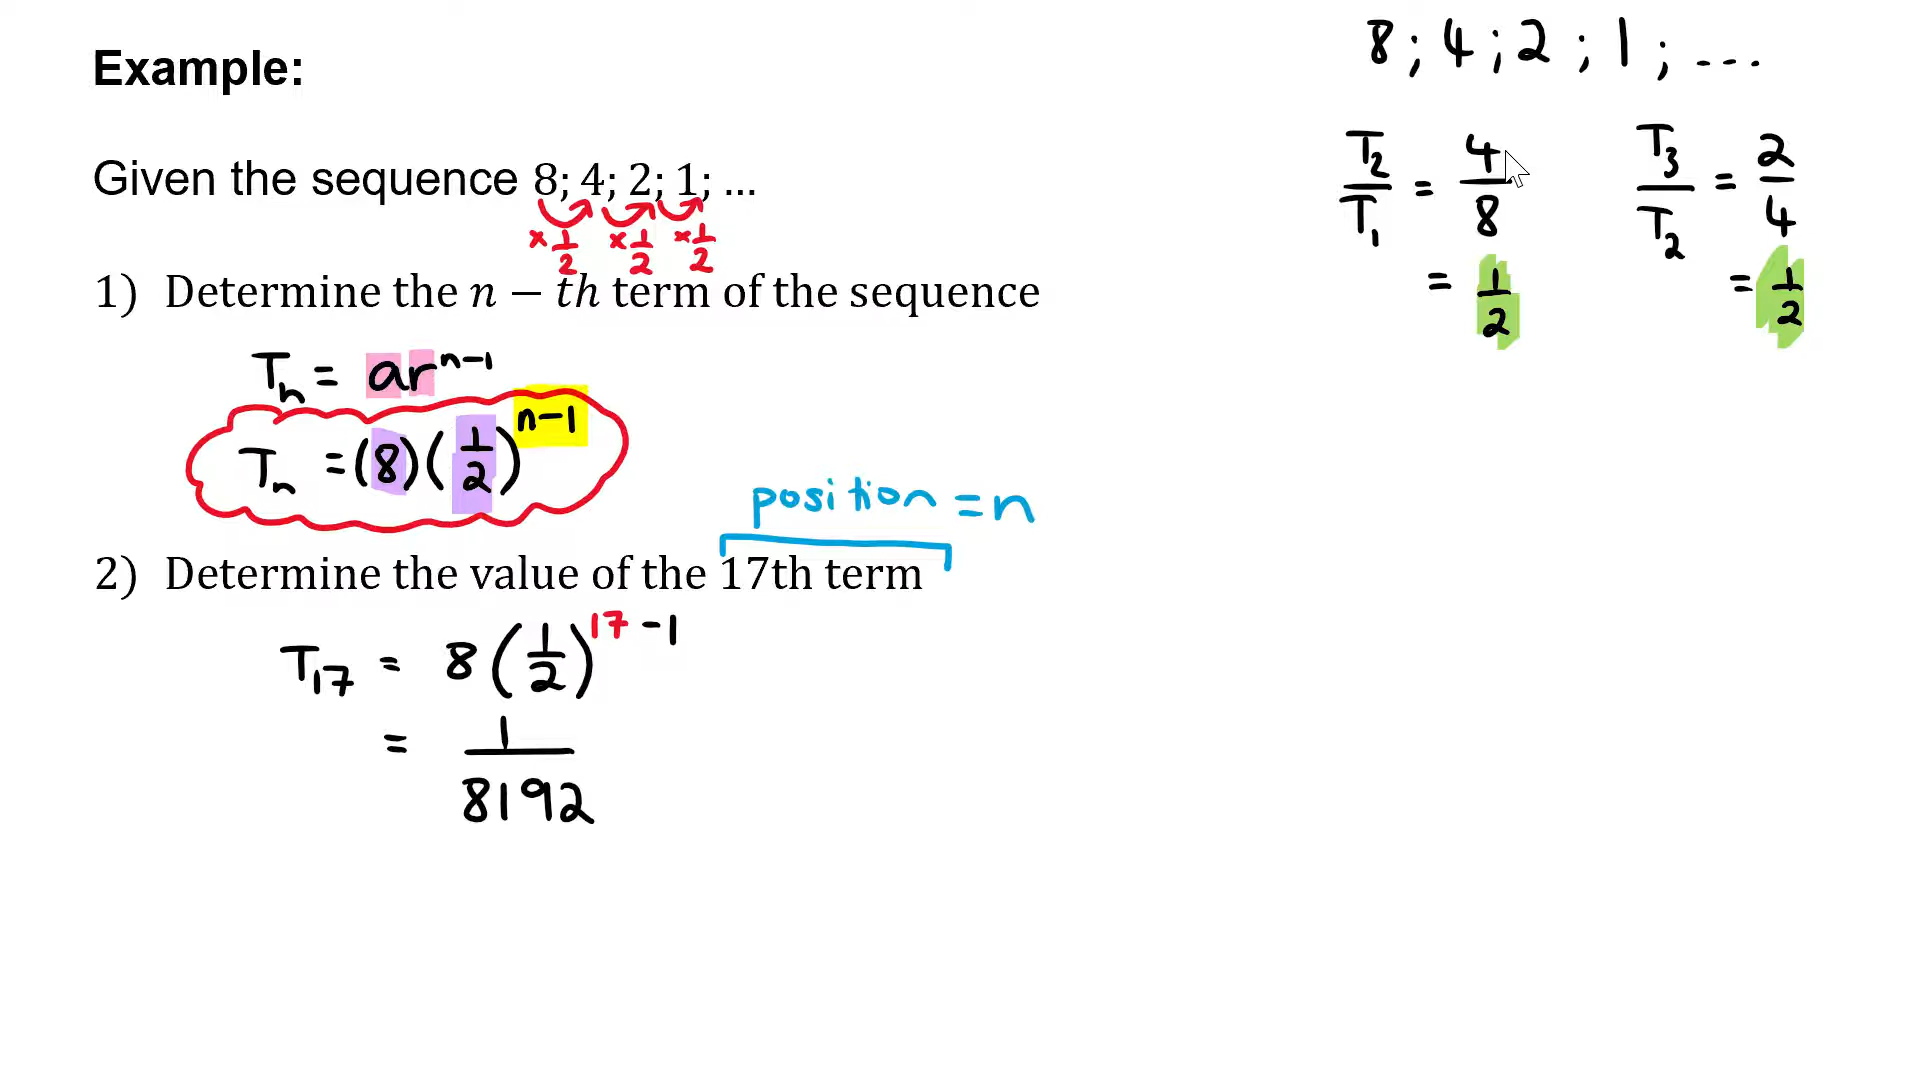 Example:
Given the sequence 8; 4; 2; 1; ...
×1/2 ×1/2 ×1/2
1) Determine the n − th term of the sequence
Tn = ar^(n−1)
Tn = (8)(1/2)^(n−1)
position = n
2) Determine the value of the 17th term
T17 = 8(1/2)^(17−1)
= 1/8192
8; 4; 2; 1; ...
T2/T1 = 4/8
= 1/2
T3/T2 = 2/4
= 1/2